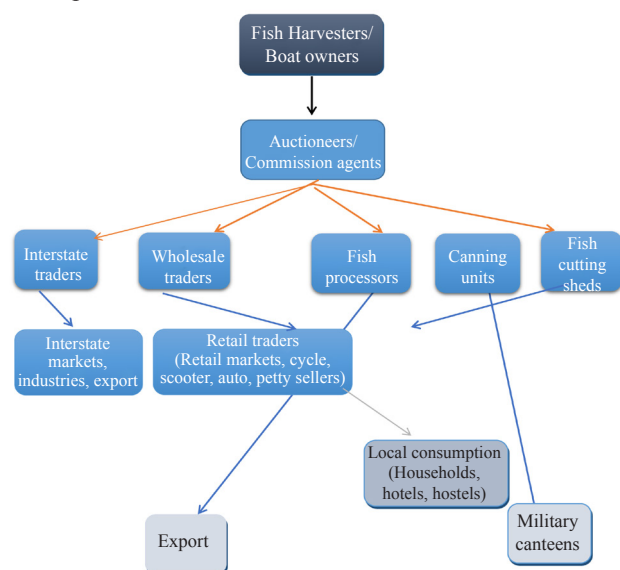 Fish Harvesters/
Boat owners
Auctioneers/
Commission agents
Interstate
traders
Wholesale
traders
Fish
processors
Canning
units
Fish
cutting
sheds
Interstate
markets,
industries, export
Retail traders
(Retail markets, cycle,
scooter, auto, petty sellers)
Local consumption
(Households,
hotels, hostels)
Export
Military
canteens